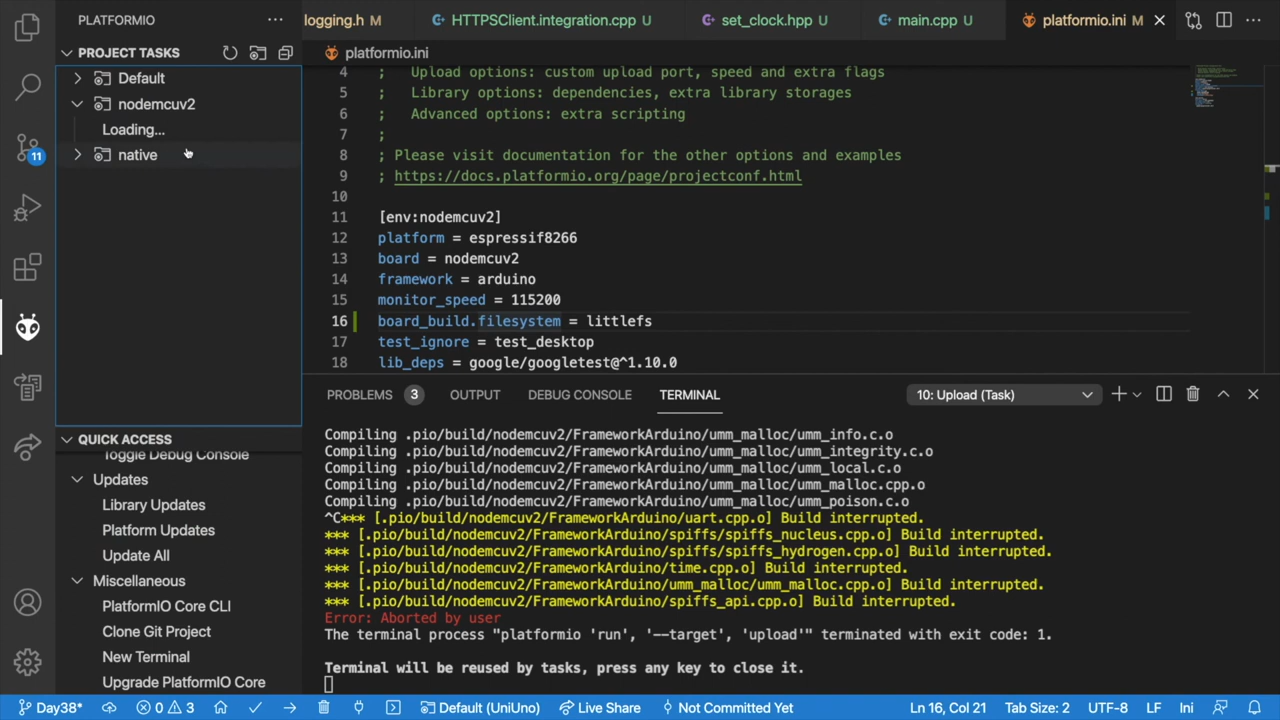 PLATFORMIO
PROJECT TASKS
Default
nodemcuv2
Loading...
native
11
QUICK ACCESS
Toggle Debug Console
Updates
Library Updates
Platform Updates
Update All
Miscellaneous
PlatformIO Core CLI
Clone Git Project
New Terminal
Upgrade PlatformIO Core
logging.h M
HTTPSClient.integration.cpp U
set_clock.hpp U
main.cpp U
platformio.ini M
platformio.ini
4 ;   Upload options: custom upload port, speed and extra flags
5 ;   Library options: dependencies, extra library storages
6 ;   Advanced options: extra scripting
7 ;
8 ; Please visit documentation for the other options and examples
9 ; https://docs.platformio.org/page/projectconf.html
10
11 [env:nodemcuv2]
12 platform = espressif8266
13 board = nodemcuv2
14 framework = arduino
15 monitor_speed = 115200
16 board_build.filesystem = littlefs
17 test_ignore = test_desktop
18 lib_deps = google/googletest@^1.10.0
PROBLEMS 3 OUTPUT DEBUG CONSOLE TERMINAL 10: Upload (Task)
Compiling .pio/build/nodemcuv2/FrameworkArduino/umm_malloc/umm_info.c.o
Compiling .pio/build/nodemcuv2/FrameworkArduino/umm_malloc/umm_integrity.c.o
Compiling .pio/build/nodemcuv2/FrameworkArduino/umm_malloc/umm_local.c.o
Compiling .pio/build/nodemcuv2/FrameworkArduino/umm_malloc/umm_malloc.cpp.o
Compiling .pio/build/nodemcuv2/FrameworkArduino/umm_malloc/umm_poison.c.o
^C*** [.pio/build/nodemcuv2/FrameworkArduino/uart.cpp.o] Build interrupted.
*** [.pio/build/nodemcuv2/FrameworkArduino/spiffs/spiffs_nucleus.cpp.o] Build interrupted.
*** [.pio/build/nodemcuv2/FrameworkArduino/spiffs/spiffs_hydrogen.cpp.o] Build interrupted.
*** [.pio/build/nodemcuv2/FrameworkArduino/time.cpp.o] Build interrupted.
*** [.pio/build/nodemcuv2/FrameworkArduino/umm_malloc/umm_malloc.cpp.o] Build interrupted.
*** [.pio/build/nodemcuv2/FrameworkArduino/spiffs_api.cpp.o] Build interrupted.
Error: Aborted by user
The terminal process "platformio 'run', '--target', 'upload'" terminated with exit code: 1.
Terminal will be reused by tasks, press any key to close it.
Day38* 0 3 Default (UniUno) Live Share Not Committed Yet Ln 16, Col 21 Tab Size: 2 UTF-8 LF Ini